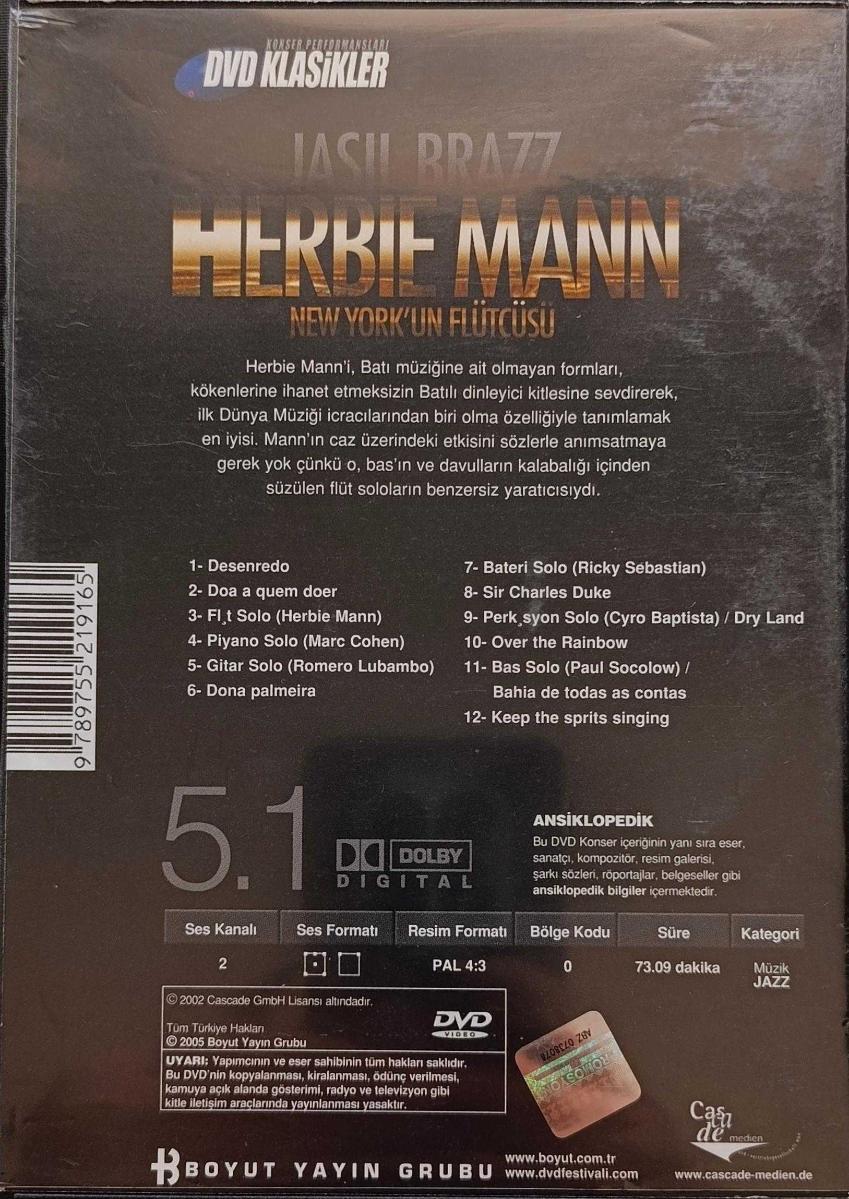 KONSER PERFORMANSLARI
DVD KLASİKLER
JASIL BRAZZ
HERBIE MANN
NEW YORK'UN FLÜTÇÜSÜ
Herbie Mann'i, Batı müziğine ait olmayan formları,
kökenlerine ihanet etmeksizin Batılı dinleyici kitlesine sevdirerek,
ilk Dünya Müziği icracılarından biri olma özelliğiyle tanımlamak
en iyisi. Mann'ın caz üzerindeki etkisini sözlerle anımsatmaya
gerek yok çünkü o, bas'ın ve davulların kalabalığı içinden
süzülen flüt soloların benzersiz yaratıcısıydı.
1- Desenredo
2- Doa a quem doer
3- Fl¸t Solo (Herbie Mann)
4- Piyano Solo (Marc Cohen)
5- Gitar Solo (Romero Lubambo)
6- Dona palmeira
7- Bateri Solo (Ricky Sebastian)
8- Sir Charles Duke
9- Perk¸syon Solo (Cyro Baptista) / Dry Land
10- Over the Rainbow
11- Bas Solo (Paul Socolow) /
Bahia de todas as contas
12- Keep the sprits singing
9 789755 219165
5.1
DOLBY
DIGITAL
ANSİKLOPEDİK
Bu DVD Konser içeriğinin yanı sıra eser,
sanatçı, kompozitör, resim galerisi,
şarkı sözleri, röportajlar, belgeseller gibi
ansiklopedik bilgiler içermektedir.
Ses Kanalı Ses Formatı Resim Formatı Bölge Kodu Süre Kategori
2 PAL 4:3 0 73.09 dakika Müzik
JAZZ
© 2002 Cascade GmbH Lisansı altındadır.
Tüm Türkiye Hakları
© 2005 Boyut Yayın Grubu
DVD
VIDEO
UYARI: Yapımcının ve eser sahibinin tüm hakları saklıdır.
Bu DVD'nin kopyalanması, kiralanması, ödünç verilmesi,
kamuya açık alanda gösterimi, radyo ve televizyon gibi
kitle iletişim araçlarında yayınlanması yasaktır.
ABZ 0738078
BOYUT YAYIN GRUBU
www.boyut.com.tr
www.dvdfestivali.com
Cascade
medien
www.cascade-medien.de